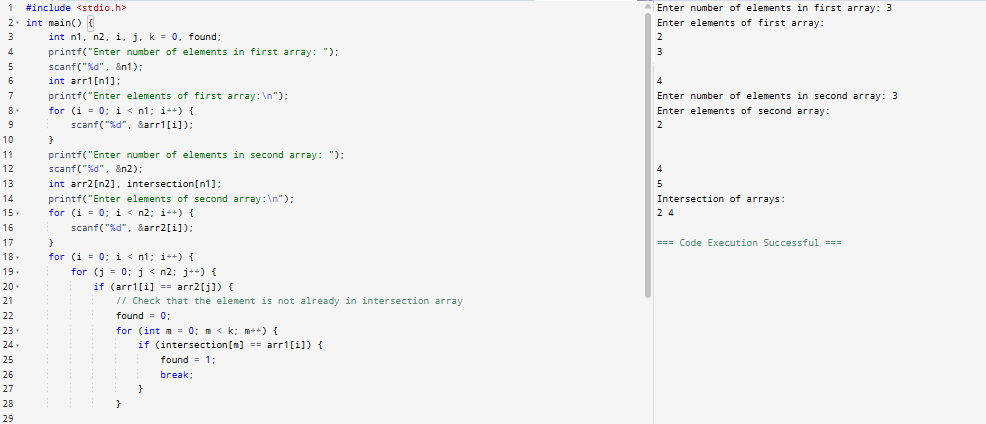 1 #include <stdio.h>
2 int main() {
3 int n1, n2, i, j, k = 0, found;
4 printf("Enter number of elements in first array: ");
5 scanf("%d", &n1);
6 int arr1[n1];
7 printf("Enter elements of first array:\n");
8 for (i = 0; i < n1; i++) {
9 scanf("%d", &arr1[i]);
10 }
11 printf("Enter number of elements in second array: ");
12 scanf("%d", &n2);
13 int arr2[n2], intersection[n1];
14 printf("Enter elements of second array:\n");
15 for (i = 0; i < n2; i++) {
16 scanf("%d", &arr2[i]);
17 }
18 for (i = 0; i < n1; i++) {
19 for (j = 0; j < n2; j++) {
20 if (arr1[i] == arr2[j]) {
21 // Check that the element is not already in intersection array
22 found = 0;
23 for (int m = 0; m < k; m++) {
24 if (intersection[m] == arr1[i]) {
25 found = 1;
26 break;
27 }
28 }
29
Enter number of elements in first array: 3
Enter elements of first array:
2
3
4
Enter number of elements in second array: 3
Enter elements of second array:
2
4
5
Intersection of arrays:
2 4
=== Code Execution Successful ===